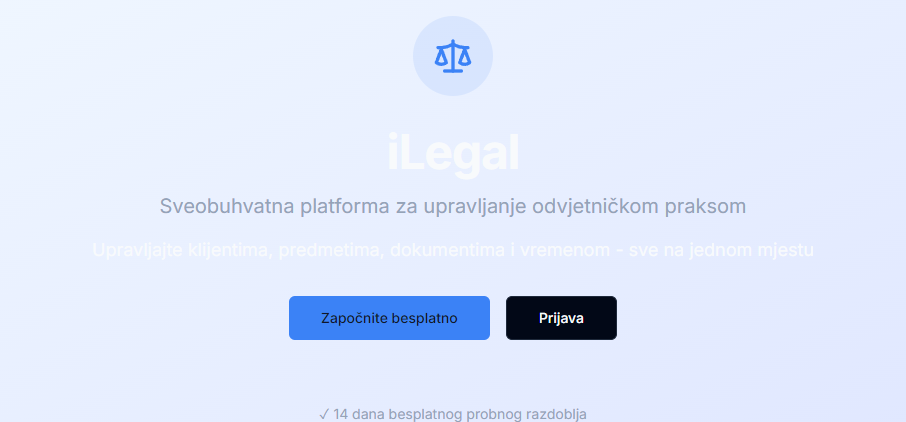 iLegal
Sveobuhvatna platforma za upravljanje odvjetničkom praksom
Upravljajte klijentima, predmetima, dokumentima i vremenom - sve na jednom mjestu
Započnite besplatno
Prijava
✓ 14 dana besplatnog probnog razdoblja